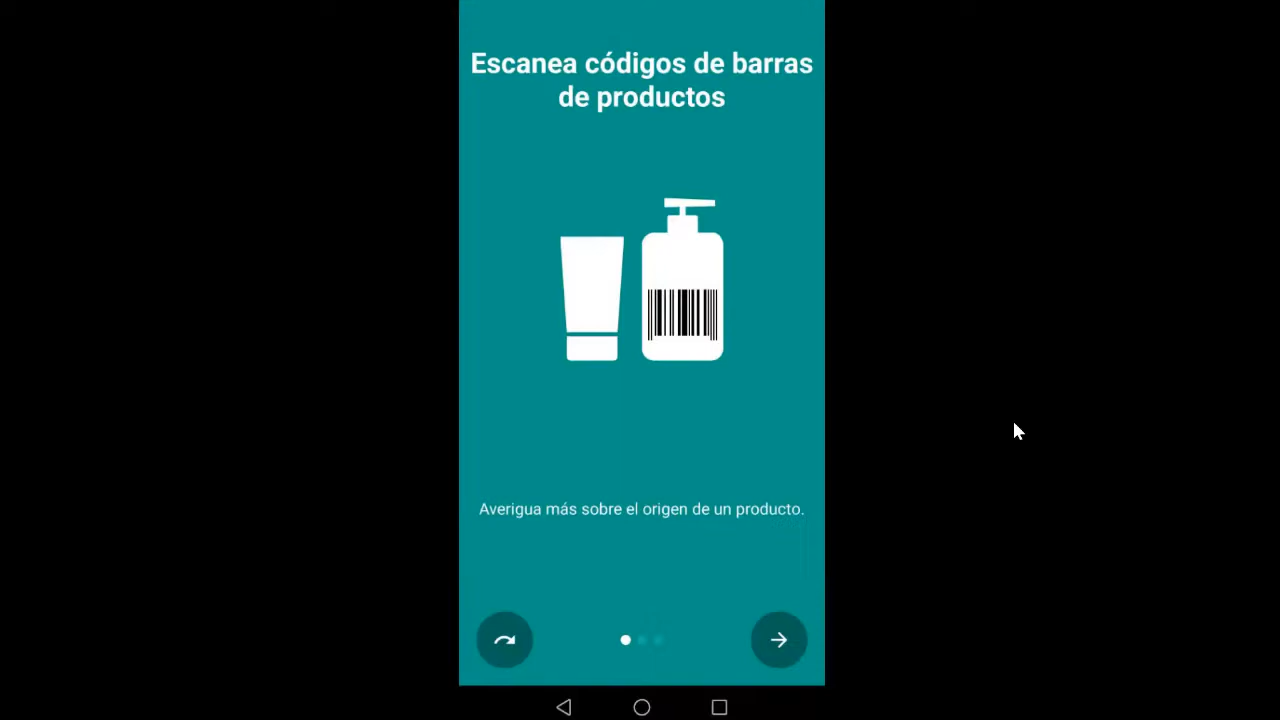 Escanea códigos de barras
de productos
Averigua más sobre el origen de un producto.